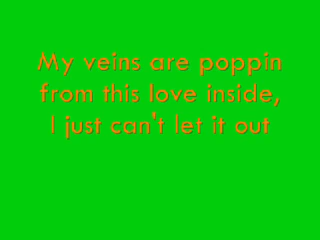 My veins are poppin
from this love inside,
I just can't let it out